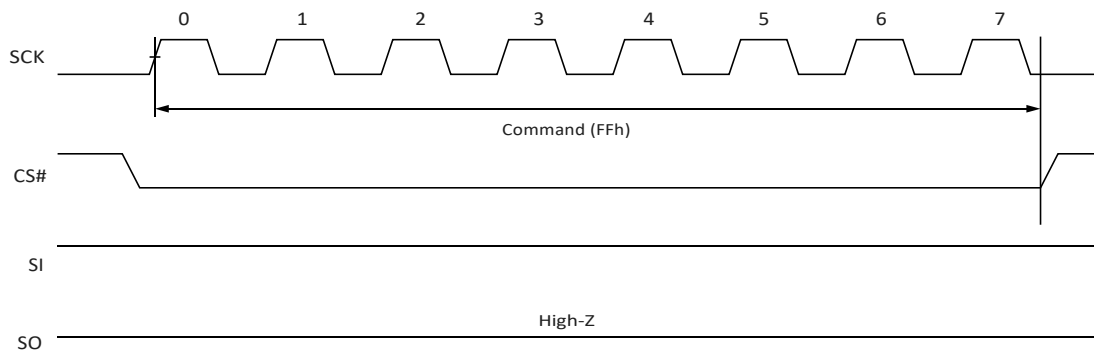 0 1 2 3 4 5 6 7
SCK
Command (FFh)
CS#
SI
High-Z
SO